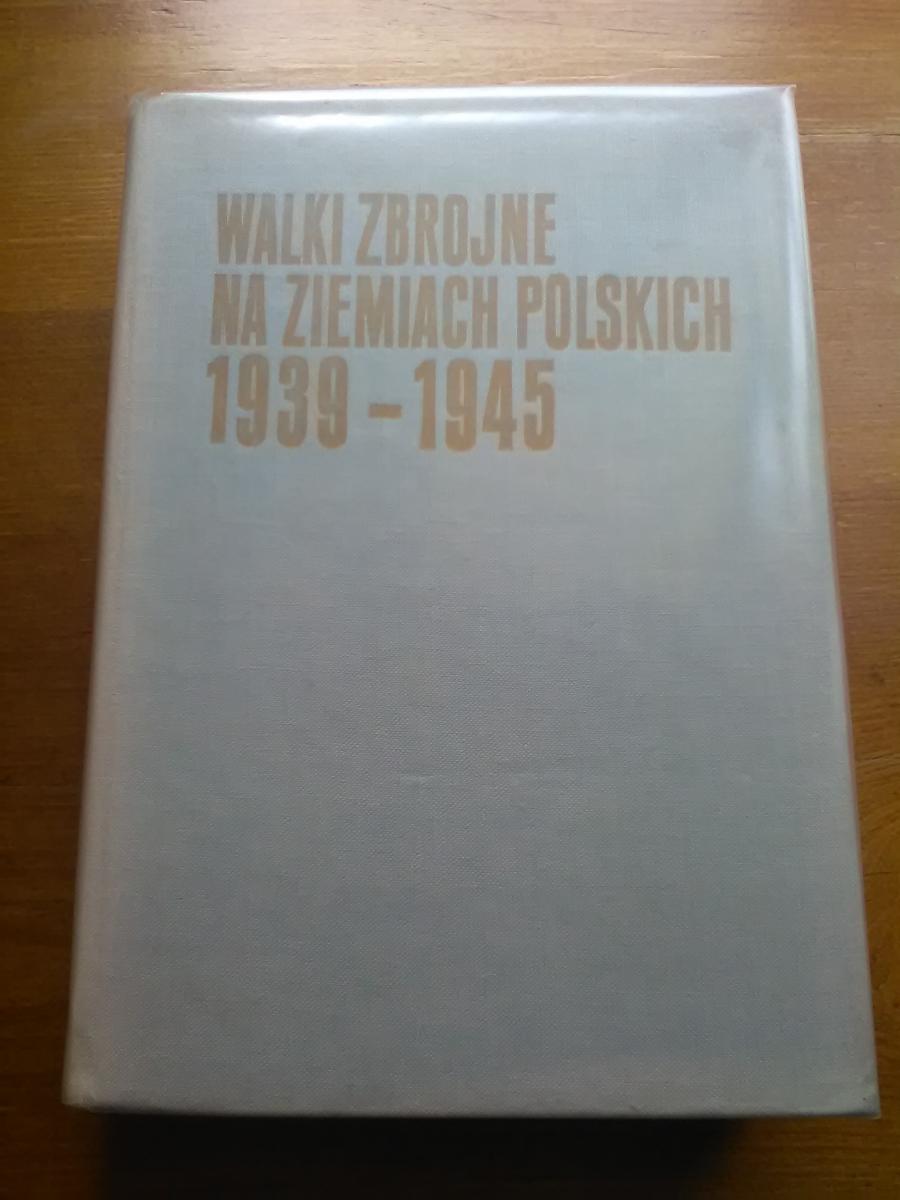 WALKI ZBROJNE
NA ZIEMIACH POLSKICH
1939-1945